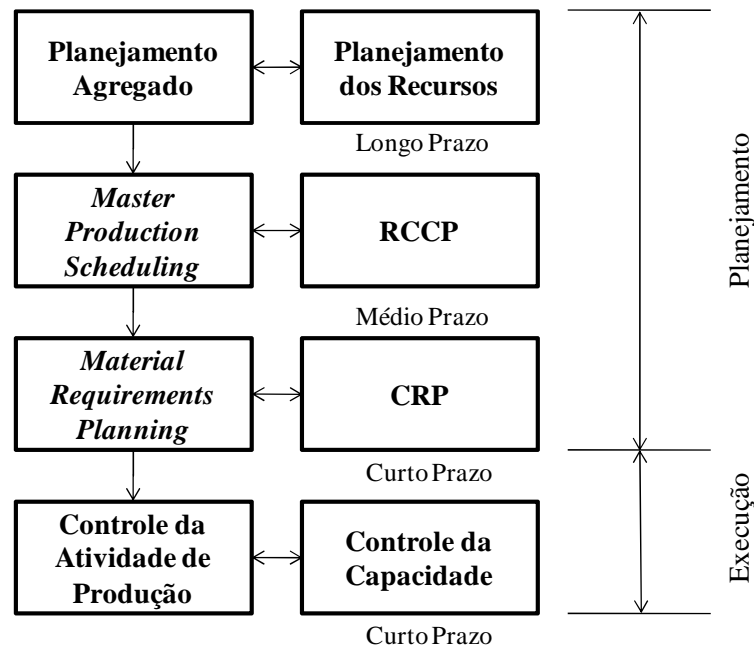 Planejamento
Agregado
Planejamento
dos Recursos
Longo Prazo
Master
Production
Scheduling
RCCP
Médio Prazo
Material
Requirements
Planning
CRP
Curto Prazo
Controle da
Atividade de
Produção
Controle da
Capacidade
Curto Prazo
Planejamento
Execução